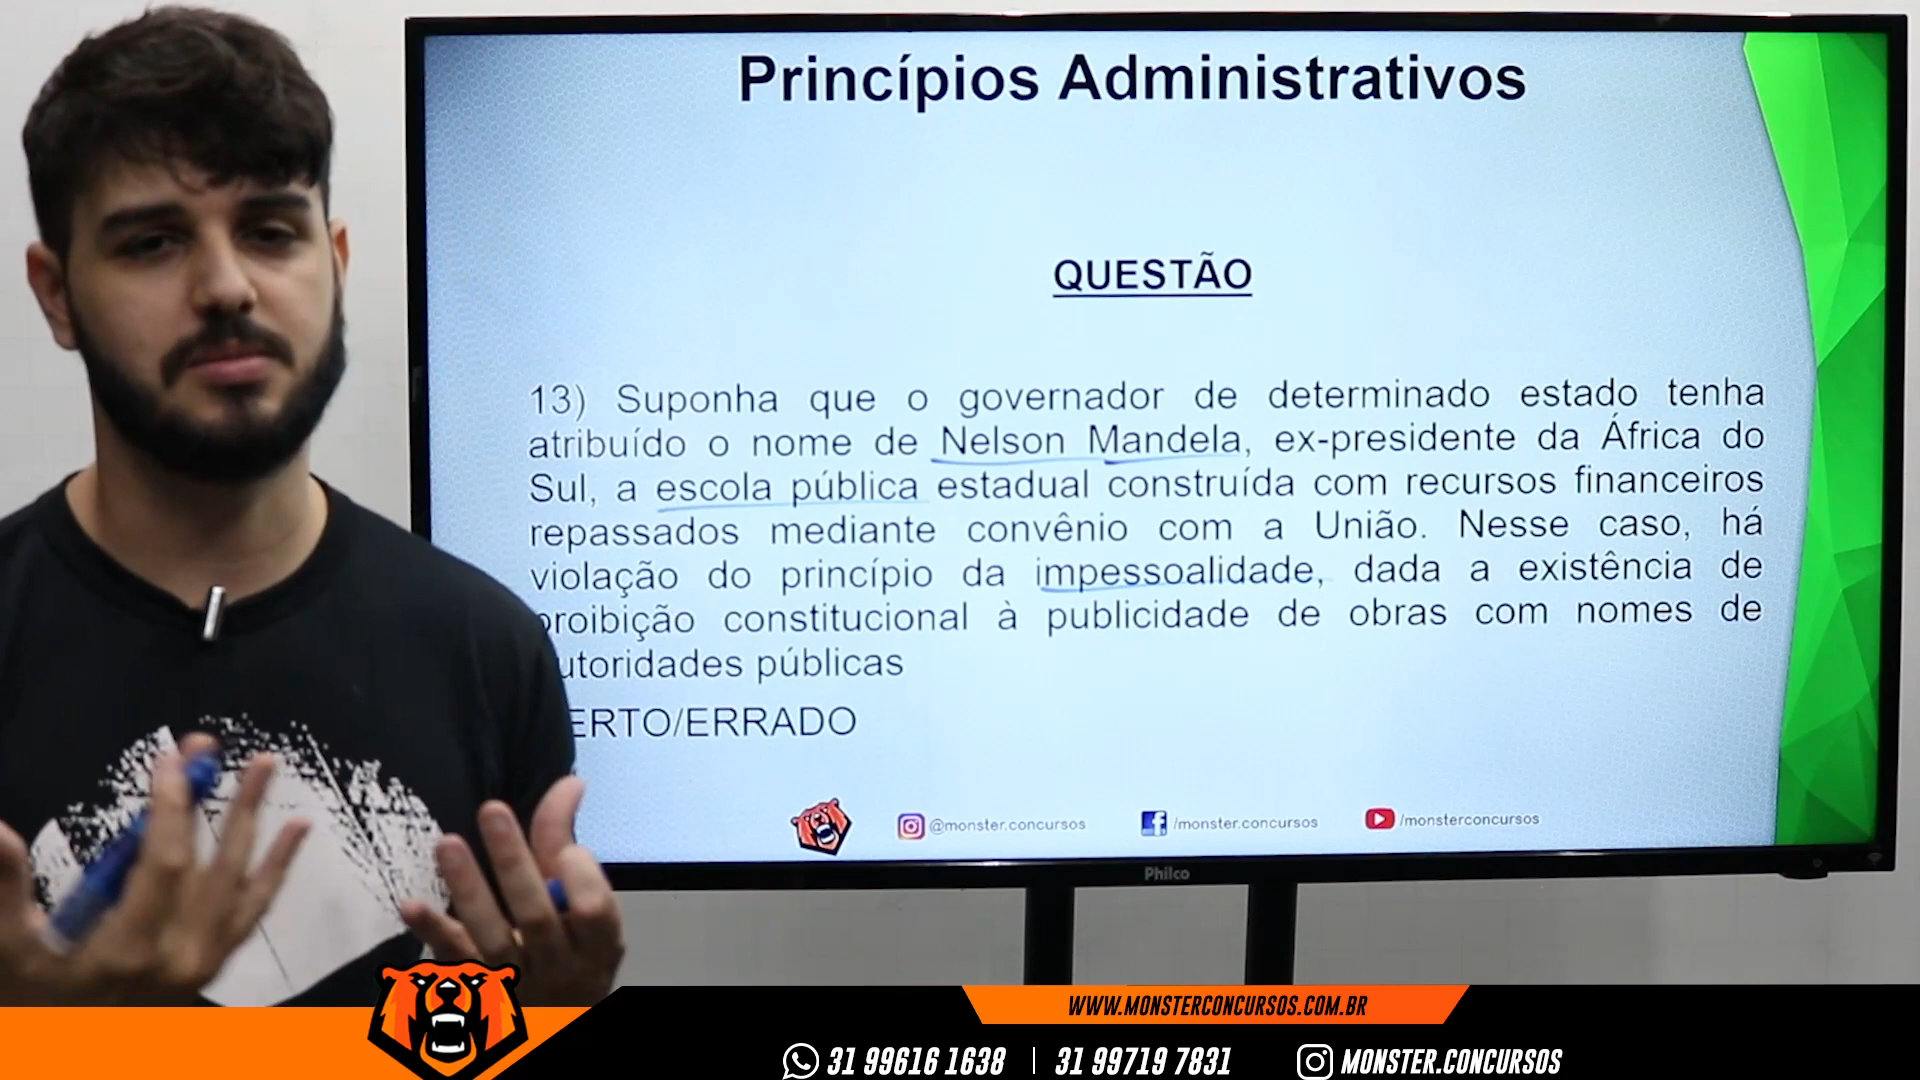 Princípios Administrativos
QUESTÃO
13) Suponha que o governador de determinado estado tenha
atribuído o nome de Nelson Mandela, ex-presidente da África do
Sul, a escola pública estadual construída com recursos financeiros
repassados mediante convênio com a União. Nesse caso, há
violação do princípio da impessoalidade, dada a existência de
proibição constitucional à publicidade de obras com nomes de
utoridades públicas
ERTO/ERRADO
@monster.concursos /monster.concursos /monsterconcursos
Philco
WWW.MONSTERCONCURSOS.COM.BR
31 99616 1638 | 31 99719 7831 MONSTER.CONCURSOS